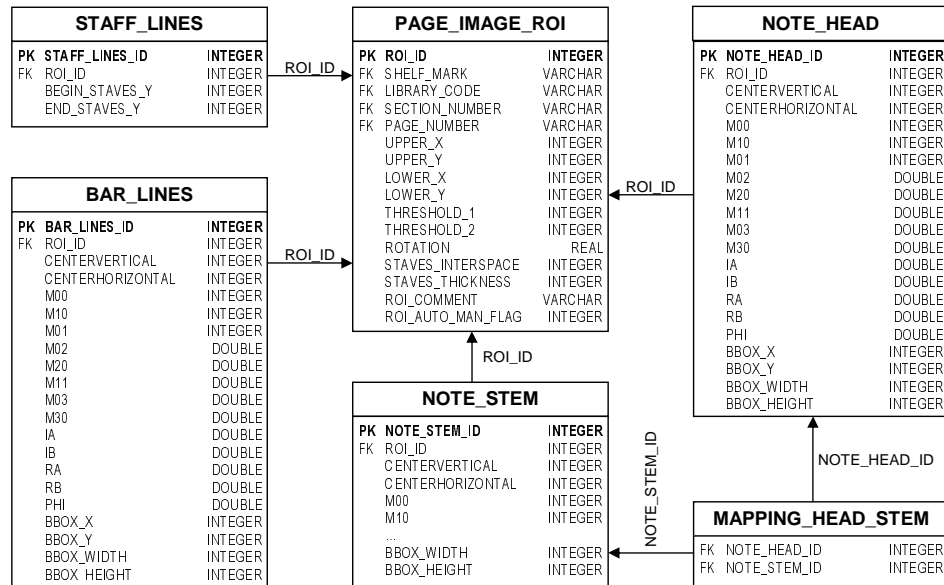 STAFF_LINES
PK STAFF_LINES_ID INTEGER
FK ROI_ID INTEGER
BEGIN_STAVES_Y INTEGER
END_STAVES_Y INTEGER
ROI_ID
PAGE_IMAGE_ROI
PK ROI_ID INTEGER
FK SHELF_MARK VARCHAR
FK LIBRARY_CODE VARCHAR
FK SECTION_NUMBER VARCHAR
FK PAGE_NUMBER VARCHAR
UPPER_X INTEGER
UPPER_Y INTEGER
LOWER_X INTEGER
LOWER_Y INTEGER
THRESHOLD_1 INTEGER
THRESHOLD_2 INTEGER
ROTATION REAL
STAVES_INTERSPACE INTEGER
STAVES_THICKNESS INTEGER
ROI_COMMENT VARCHAR
ROI_AUTO_MAN_FLAG INTEGER
ROI_ID
NOTE_HEAD
PK NOTE_HEAD_ID INTEGER
FK ROI_ID INTEGER
CENTERVERTICAL INTEGER
CENTERHORIZONTAL INTEGER
M00 INTEGER
M10 INTEGER
M01 INTEGER
M02 DOUBLE
M20 DOUBLE
M11 DOUBLE
M03 DOUBLE
M30 DOUBLE
IA DOUBLE
IB DOUBLE
RA DOUBLE
RB DOUBLE
PHI DOUBLE
BBOX_X INTEGER
BBOX_Y INTEGER
BBOX_WIDTH INTEGER
BBOX_HEIGHT INTEGER
BAR_LINES
PK BAR_LINES_ID INTEGER
FK ROI_ID INTEGER
CENTERVERTICAL INTEGER
CENTERHORIZONTAL INTEGER
M00 INTEGER
M10 INTEGER
M01 INTEGER
M02 DOUBLE
M20 DOUBLE
M11 DOUBLE
M03 DOUBLE
M30 DOUBLE
IA DOUBLE
IB DOUBLE
RA DOUBLE
RB DOUBLE
PHI DOUBLE
BBOX_X INTEGER
BBOX_Y INTEGER
BBOX_WIDTH INTEGER
BBOX_HEIGHT INTEGER
ROI_ID
ROI_ID
NOTE_STEM
PK NOTE_STEM_ID INTEGER
FK ROI_ID INTEGER
CENTERVERTICAL INTEGER
CENTERHORIZONTAL INTEGER
M00 INTEGER
M10 INTEGER
...
BBOX_WIDTH INTEGER
BBOX_HEIGHT INTEGER
NOTE_STEM_ID
NOTE_HEAD_ID
MAPPING_HEAD_STEM
FK NOTE_HEAD_ID INTEGER
FK NOTE_STEM_ID INTEGER